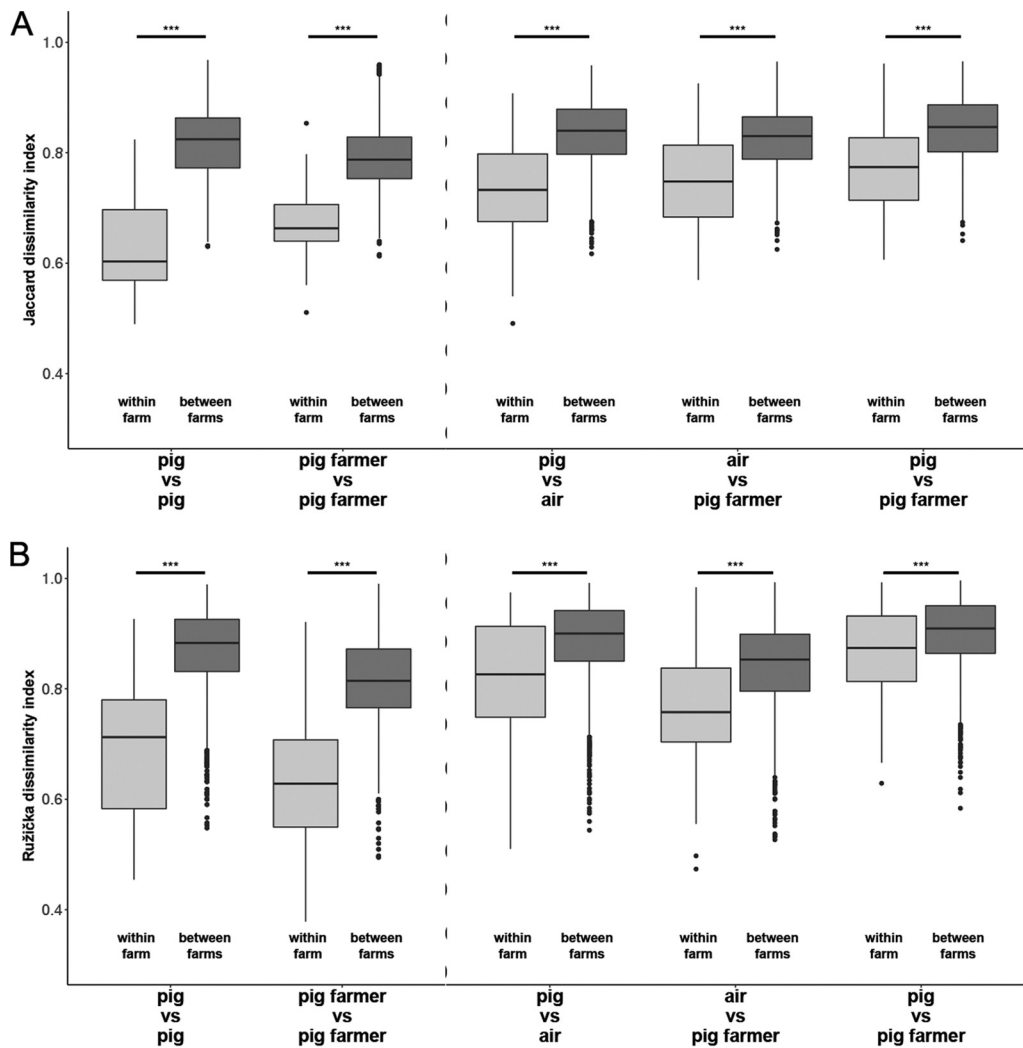 A
*** *** *** *** ***
1.0
0.8
0.6
0.4
Jaccard dissimilarity index
within between within between within between within between within between
farm farms farm farms farm farms farm farms farm farms
pig pig farmer pig air pig
vs vs vs vs vs
pig pig farmer air pig farmer pig farmer
B
*** *** *** *** ***
1.0
0.8
0.6
0.4
Ružička dissimilarity index
within between within between within between within between within between
farm farms farm farms farm farms farm farms farm farms
pig pig farmer pig air pig
vs vs vs vs vs
pig pig farmer air pig farmer pig farmer